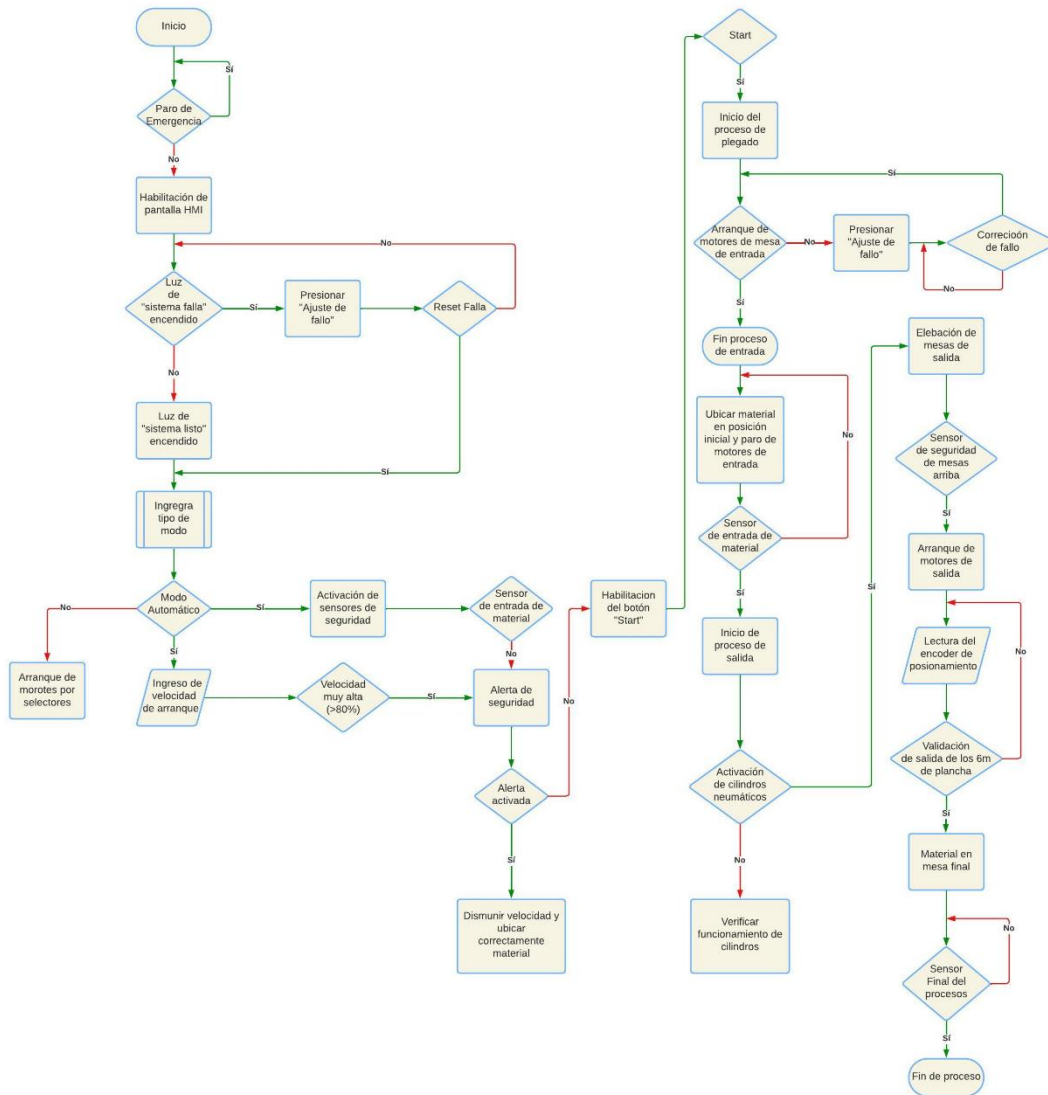 Inicio
Sí
Paro de
Emergencia
No
Habilitación de
pantalla HMI
No
Luz
de
"sistema falla"
encendido
Sí
Presionar
"Ajuste de
fallo"
Reset Falla
No
Luz de
"sistema listo"
encendido
Sí
Ingregra
tipo de
modo
Modo
Automático
No
Sí
Activación de
sensores de
seguridad
Sensor
de entrada de
material
No
Sí
Arranque de
morotes por
selectores
Ingreso de
velocidad
de arranque
Velocidad
muy alta
(>80%)
Sí
Alerta de
seguridad
Alerta
activada
No
Sí
Dismunir velocidad y
ubicar
correctamente
material
Habilitacion
del botón
"Start"
Start
Sí
Inicio del
proceso de
plegado
Sí
Arranque de
motores de mesa
de entrada
No
Presionar
"Ajuste de
fallo"
Correcioón
de fallo
No
Sí
Fin proceso
de entrada
Ubicar material
en posición
inicial y paro de
motores de
entrada
No
Sensor
de entrada de
material
Sí
Inicio de
proceso de
salida
Activación
de cilindros
neumáticos
Sí
No
Verificar
funcionamiento de
cilindros
Elebación de
mesas de
salida
Sensor
de seguridad
de mesas
arriba
Sí
Arranque de
motores de
salida
Lectura del
encoder de
posionamiento
No
Validación
de salida de los 6m
de plancha
Sí
Material en
mesa final
No
Sensor
Final del
procesos
Sí
Fin de proceso